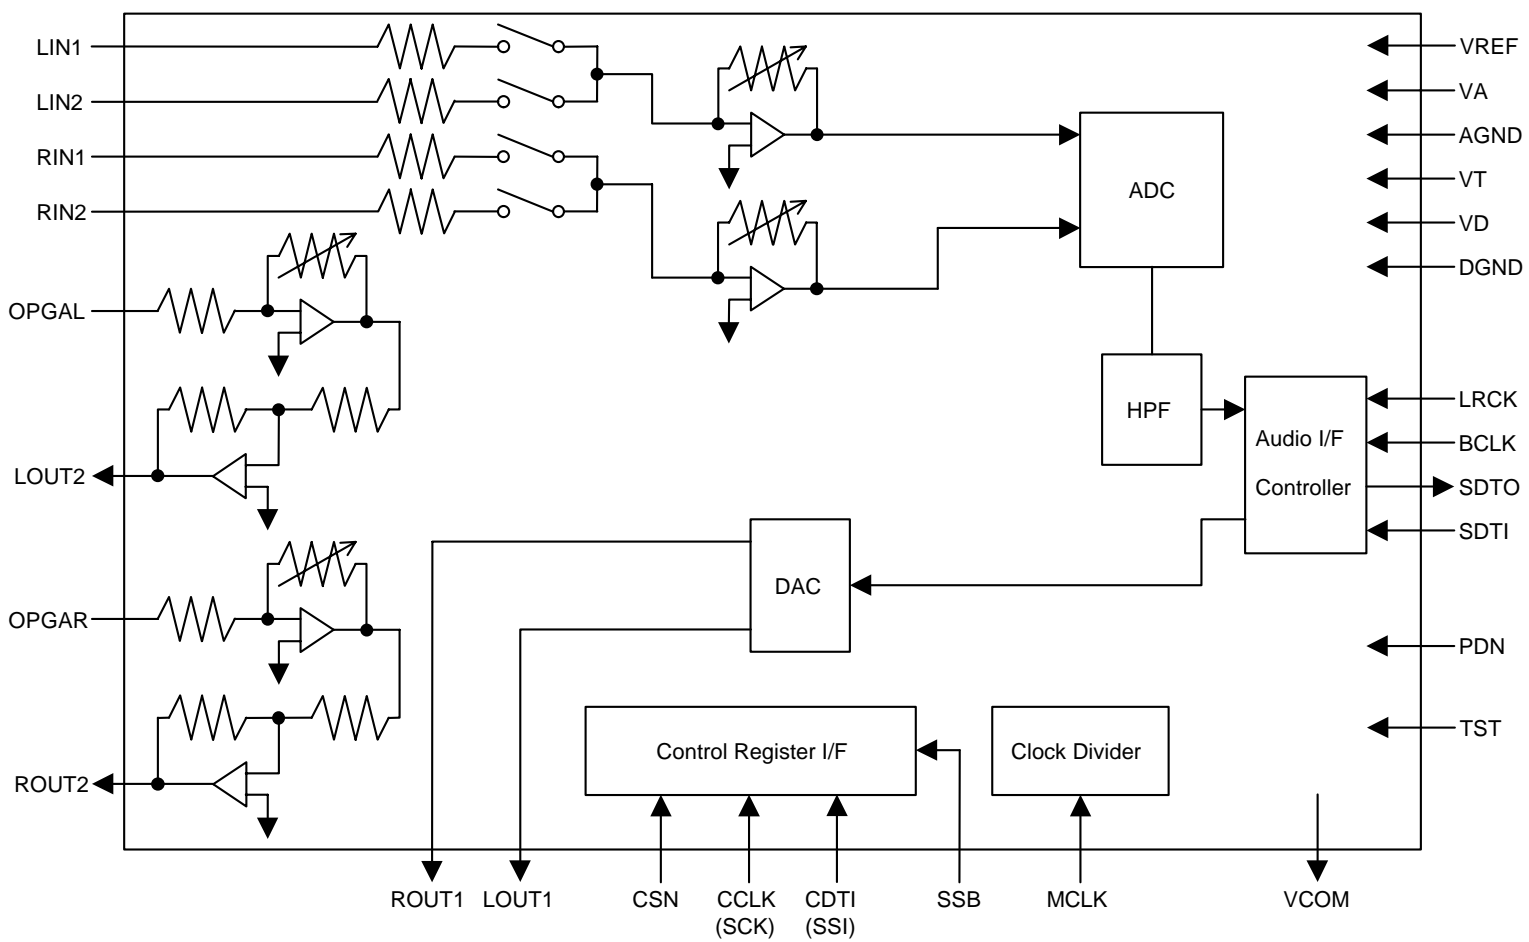 LIN1
LIN2
RIN1
RIN2
OPGAL
LOUT2
OPGAR
ROUT2
VREF
VA
AGND
VT
VD
DGND
ADC
HPF
Audio I/F
Controller
LRCK
BCLK
SDTO
SDTI
DAC
PDN
TST
Control Register I/F
Clock Divider
ROUT1
LOUT1
CSN
CCLK
(SCK)
CDTI
(SSI)
SSB
MCLK
VCOM